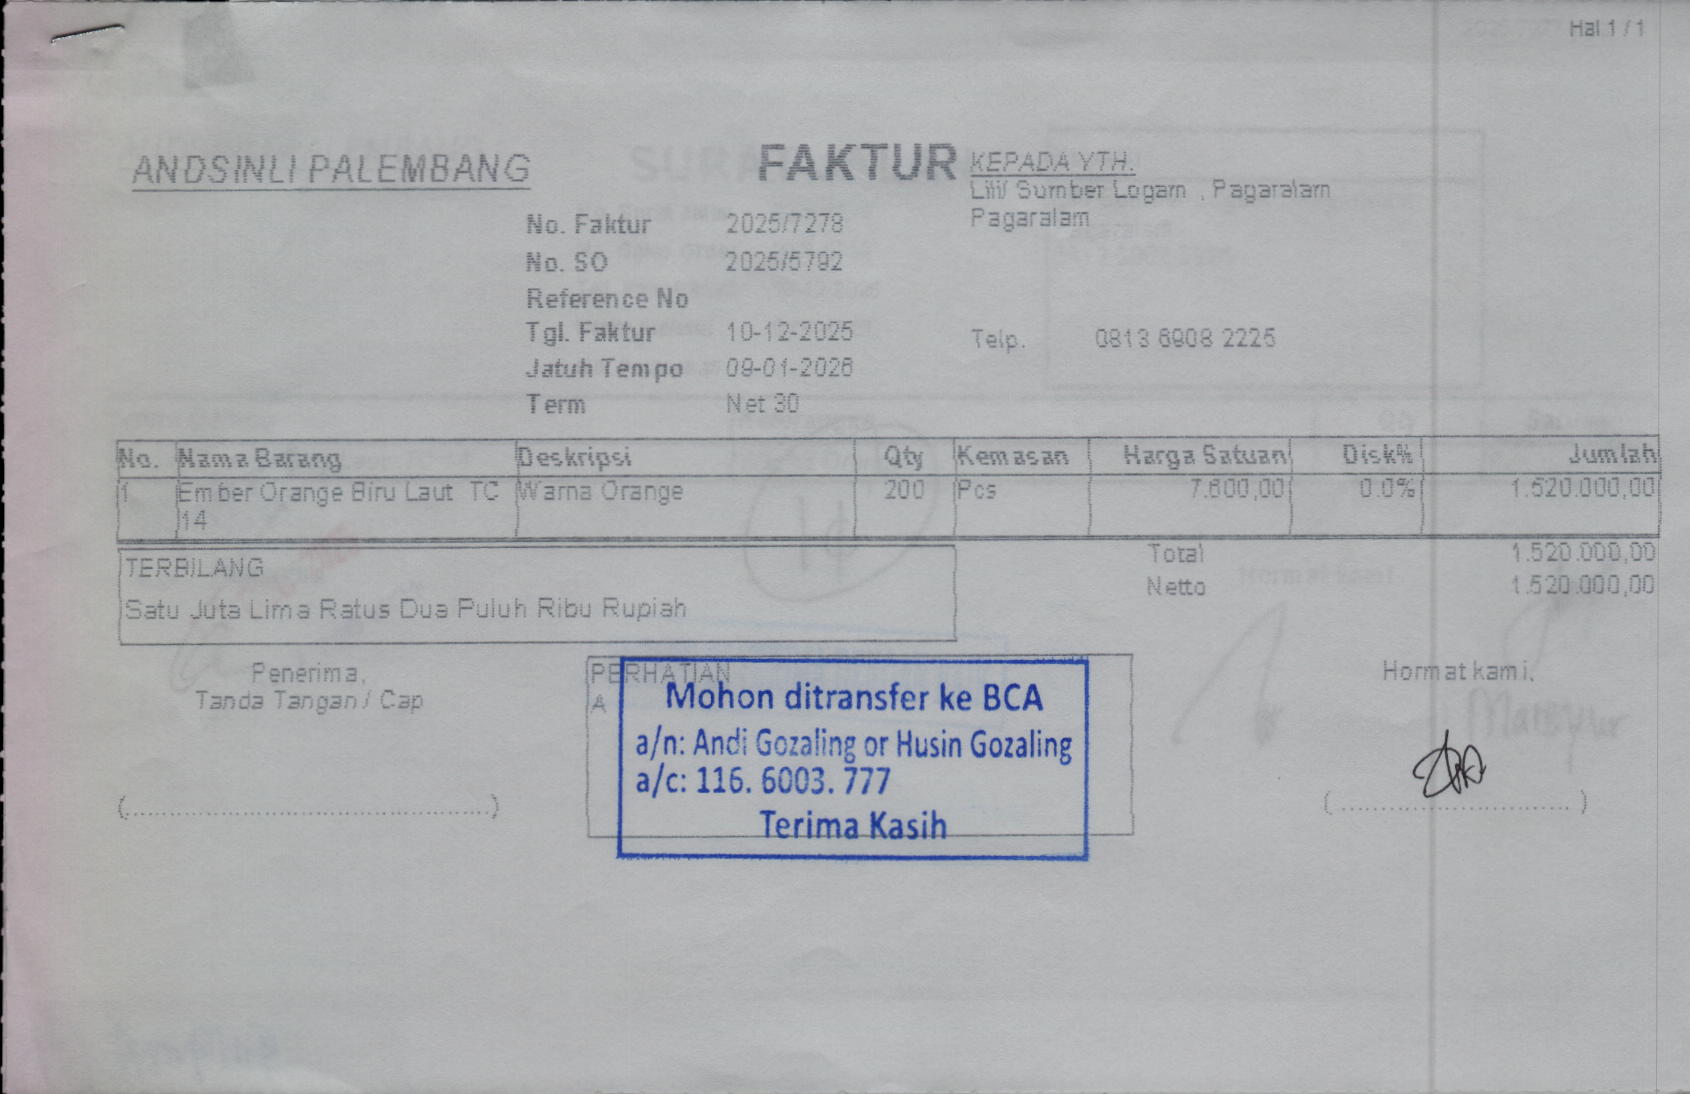 Hal 1 / 1
ANDSINLI PALEMBANG
FAKTUR
KEPADA YTH.
Lili/ Sumber Logam , Pagaralam
Pagaralam
No. Faktur 2025/7278
No. SO 2025/5792
Reference No
Tgl. Faktur 10-12-2025
Telp. 0813 6908 2225
Jatuh Tempo 09-01-2026
Term Net 30
No. Nama Barang Deskripsi Qty Kemasan Harga Satuan Disk% Jumlah
1 Ember Orange Biru Laut TC Warna Orange 200 Pcs 7.600,00 0.0% 1.520.000,00
14
TERBILANG
Satu Juta Lima Ratus Dua Puluh Ribu Rupiah
Total 1.520.000,00
Netto 1.520.000,00
Penerima,
Tanda Tangan / Cap
(...........................................)
PERHATIAN
A
Mohon ditransfer ke BCA
a/n: Andi Gozaling or Husin Gozaling
a/c: 116. 6003. 777
Terima Kasih
Hormat kami,
(...........................)